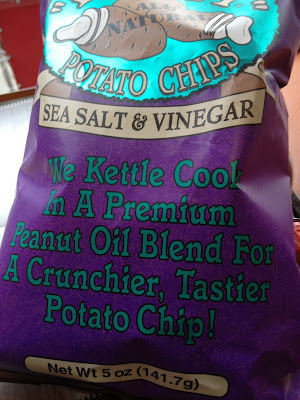 ALL
NATURAL
POTATO CHIPS
SEA SALT & VINEGAR
We Kettle Cook
In A Premium
Peanut Oil Blend For
A Crunchier, Tastier
Potato Chip!
Net Wt 5 oz (141.7g)